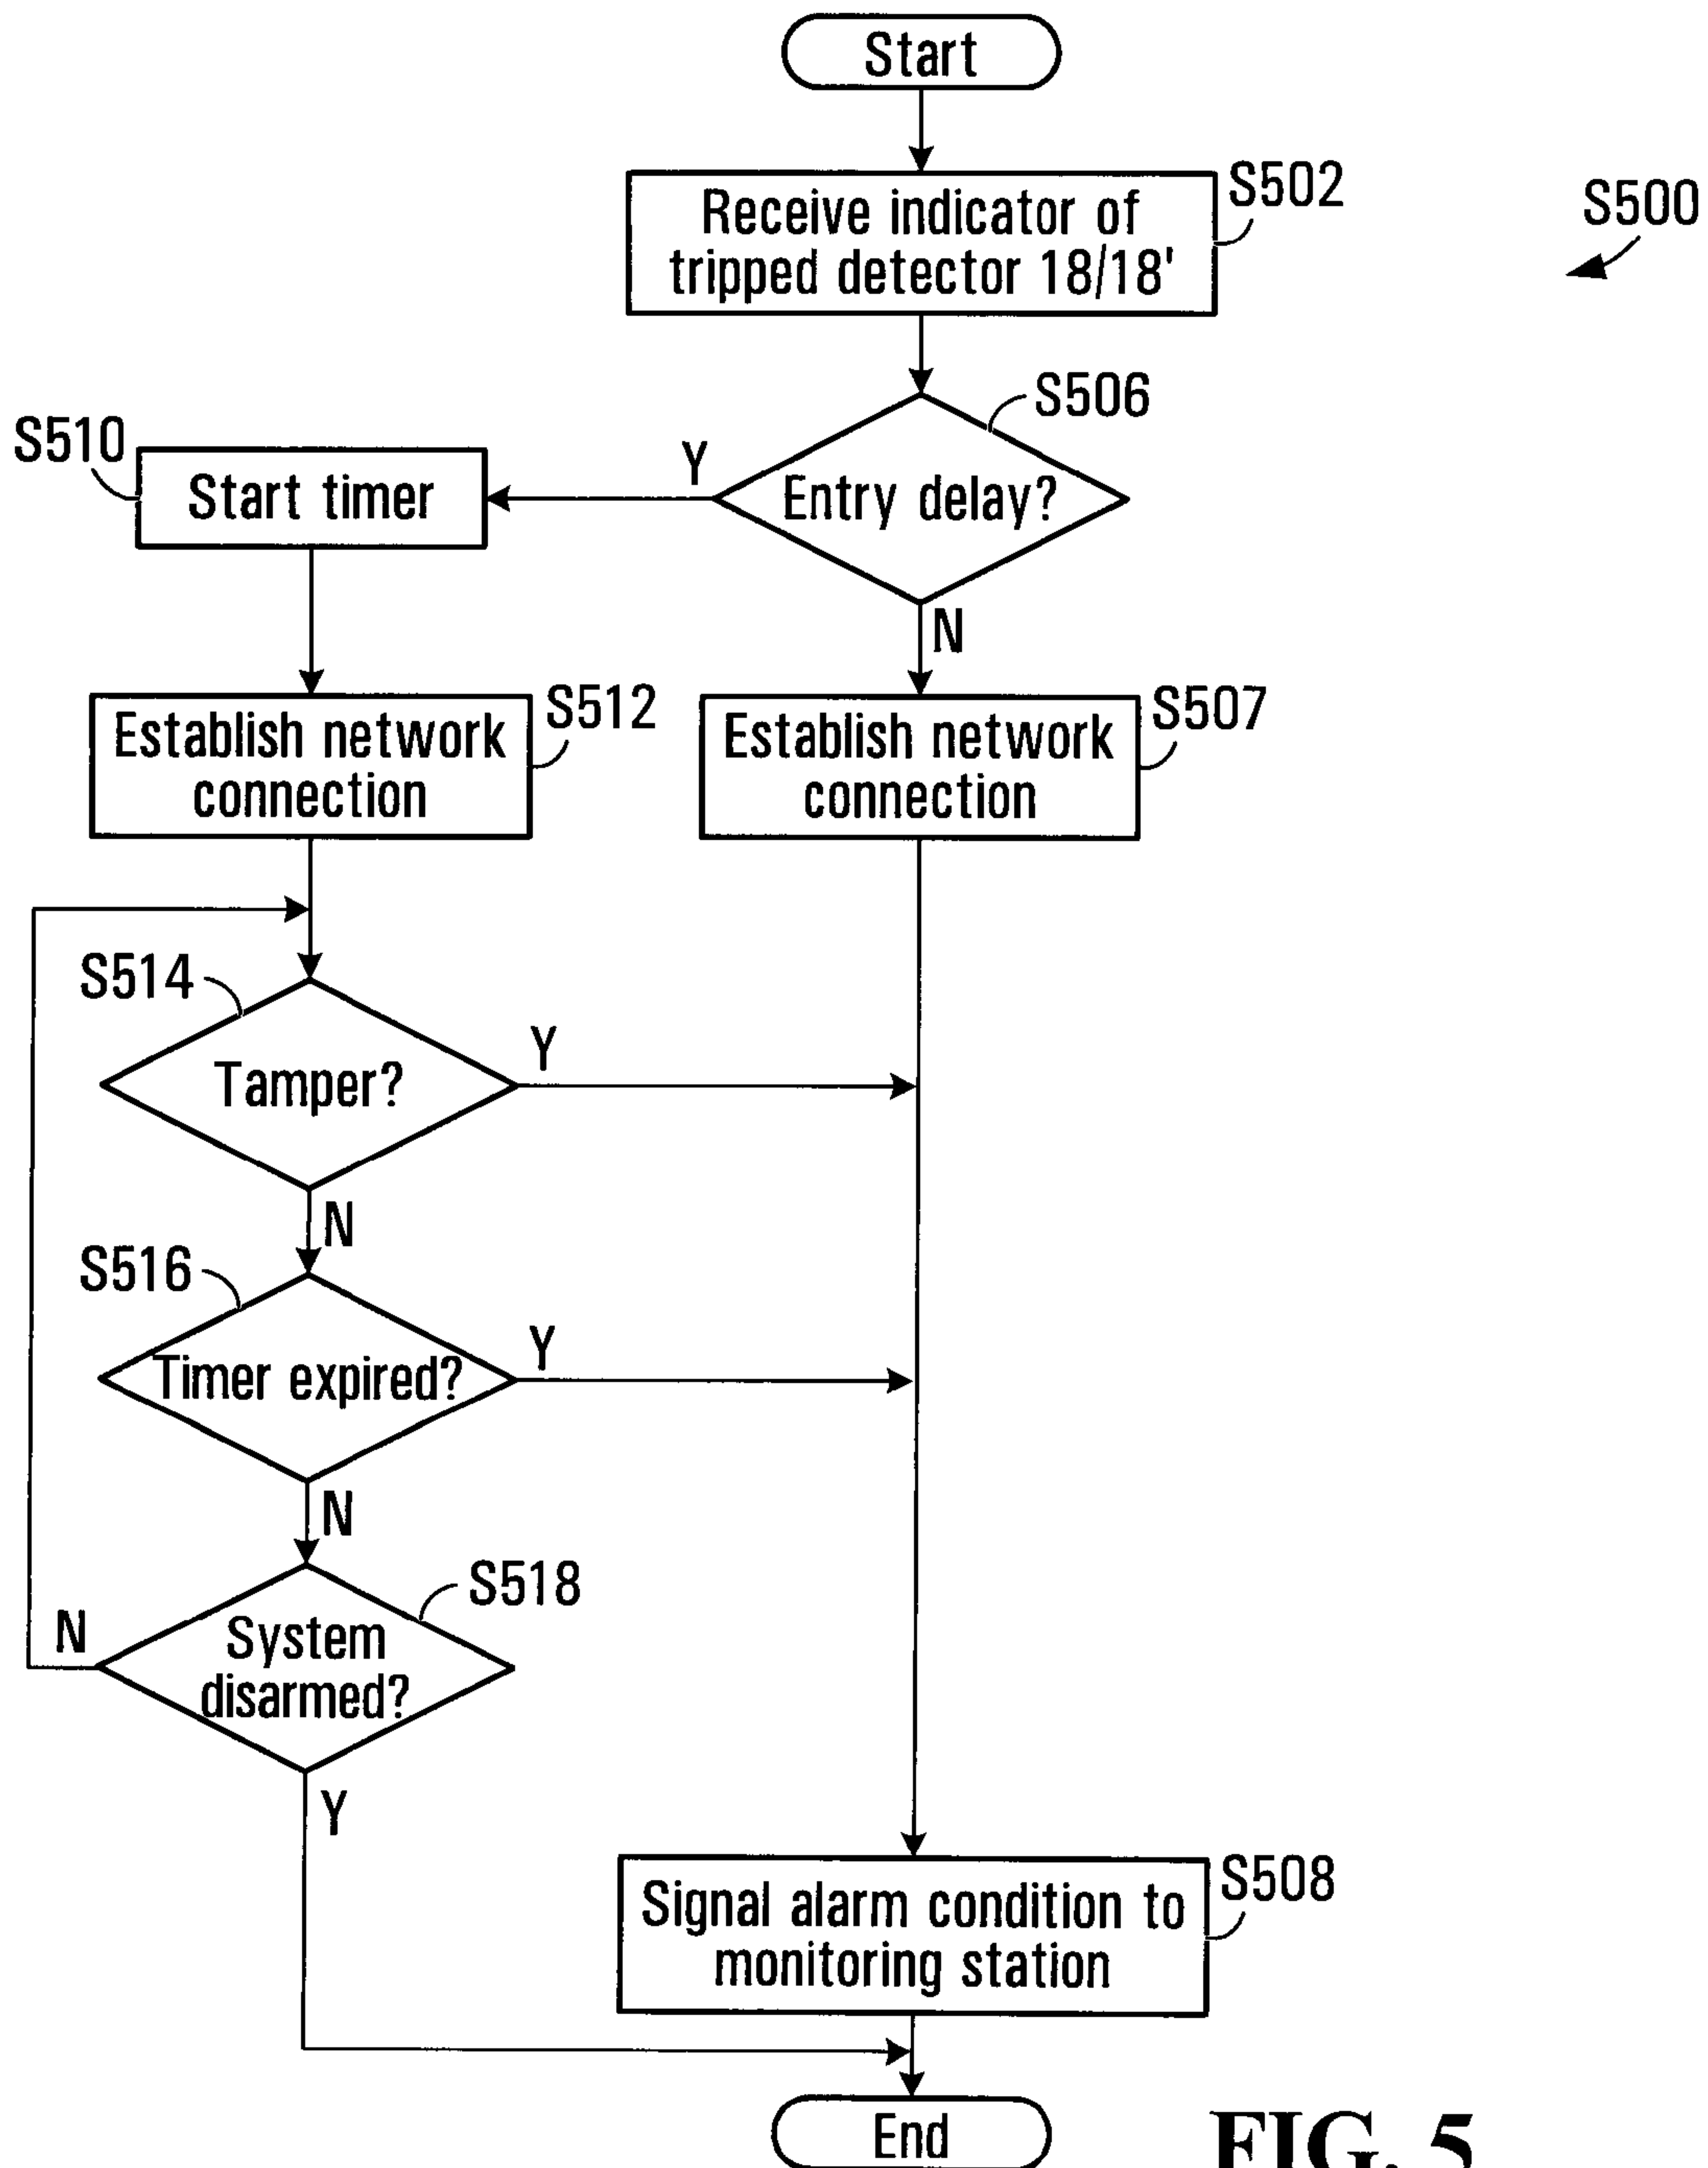 Start
Receive indicator of
tripped detector 18/18'
S502
S500
S506
Entry delay?
Y
N
S510
Start timer
Establish network
connection
S512
Establish network
connection
S507
S514
Tamper?
Y
N
S516
Timer expired?
Y
N
S518
System
disarmed?
N
Y
Signal alarm condition to
monitoring station
S508
End
FIG. 5